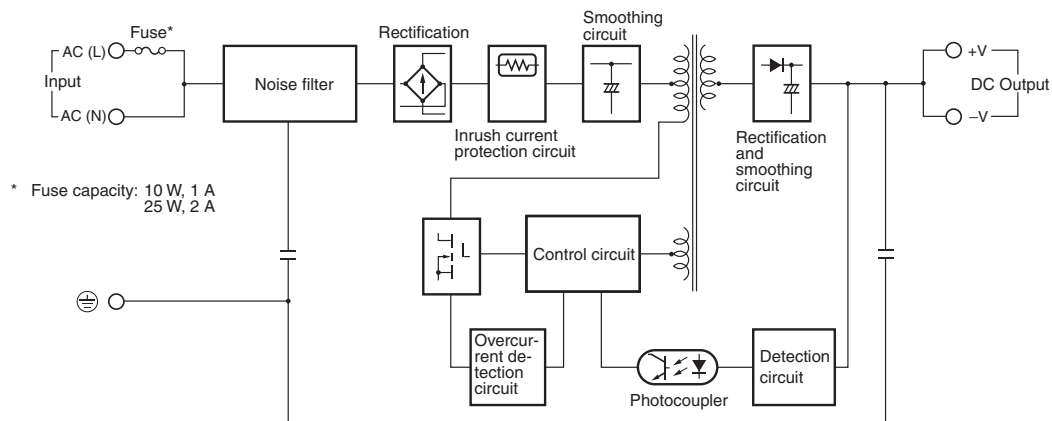 Fuse*
AC (L)
Input
AC (N)
Noise filter
Rectification
Inrush current
protection circuit
Smoothing
circuit
Rectification
and
smoothing
circuit
+V
DC Output
–V
* Fuse capacity: 10 W, 1 A
25 W, 2 A
Control circuit
Overcur-
rent de-
tection
circuit
Photocoupler
Detection
circuit